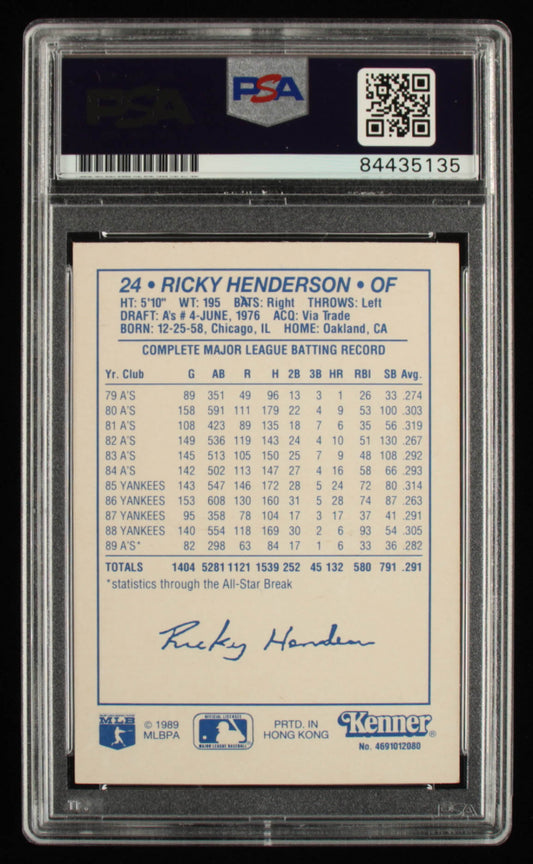 PSA
PSA
84435135
24 • RICKY HENDERSON • OF
HT: 5'10" WT: 195 BATS: Right THROWS: Left
DRAFT: A's # 4-JUNE, 1976 ACQ: Via Trade
BORN: 12-25-58, Chicago, IL HOME: Oakland, CA
COMPLETE MAJOR LEAGUE BATTING RECORD
Yr. Club G AB R H 2B 3B HR RBI SB Avg.
79 A'S 89 351 49 96 13 3 1 26 33 .274
80 A'S 158 591 111 179 22 4 9 53 100 .303
81 A'S 108 423 89 135 18 7 6 35 56 .319
82 A'S 149 536 119 143 24 4 10 51 130 .267
83 A'S 145 513 105 150 25 7 9 48 108 .292
84 A'S 142 502 113 147 27 4 16 58 66 .293
85 YANKEES 143 547 146 172 28 5 24 72 80 .314
86 YANKEES 153 608 130 160 31 5 28 74 87 .263
87 YANKEES 95 358 78 104 17 3 17 37 41 .291
88 YANKEES 140 554 118 169 30 2 6 93 54 .305
89 A'S* 82 298 63 84 17 1 6 33 36 .282
TOTALS 1404 5281 1121 1539 252 45 132 580 791 .291
*statistics through the All-Star Break
Ricky Henderson
MLB
© 1989
MLBPA
OFFICIAL LICENSEE
MAJOR LEAGUE BASEBALL
PRTD. IN
HONG KONG
Kenner®
No. 4691012080
PSA